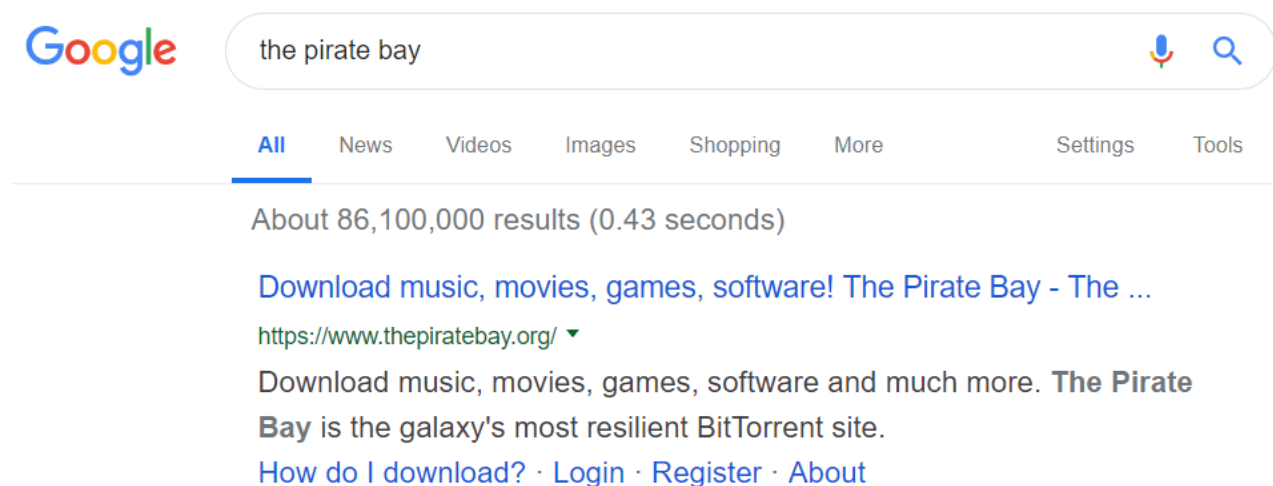 Google the pirate bay
All News Videos Images Shopping More Settings Tools
About 86,100,000 results (0.43 seconds)
Download music, movies, games, software! The Pirate Bay - The ...
https://www.thepiratebay.org/
Download music, movies, games, software and much more. The Pirate
Bay is the galaxy's most resilient BitTorrent site.
How do I download? · Login · Register · About